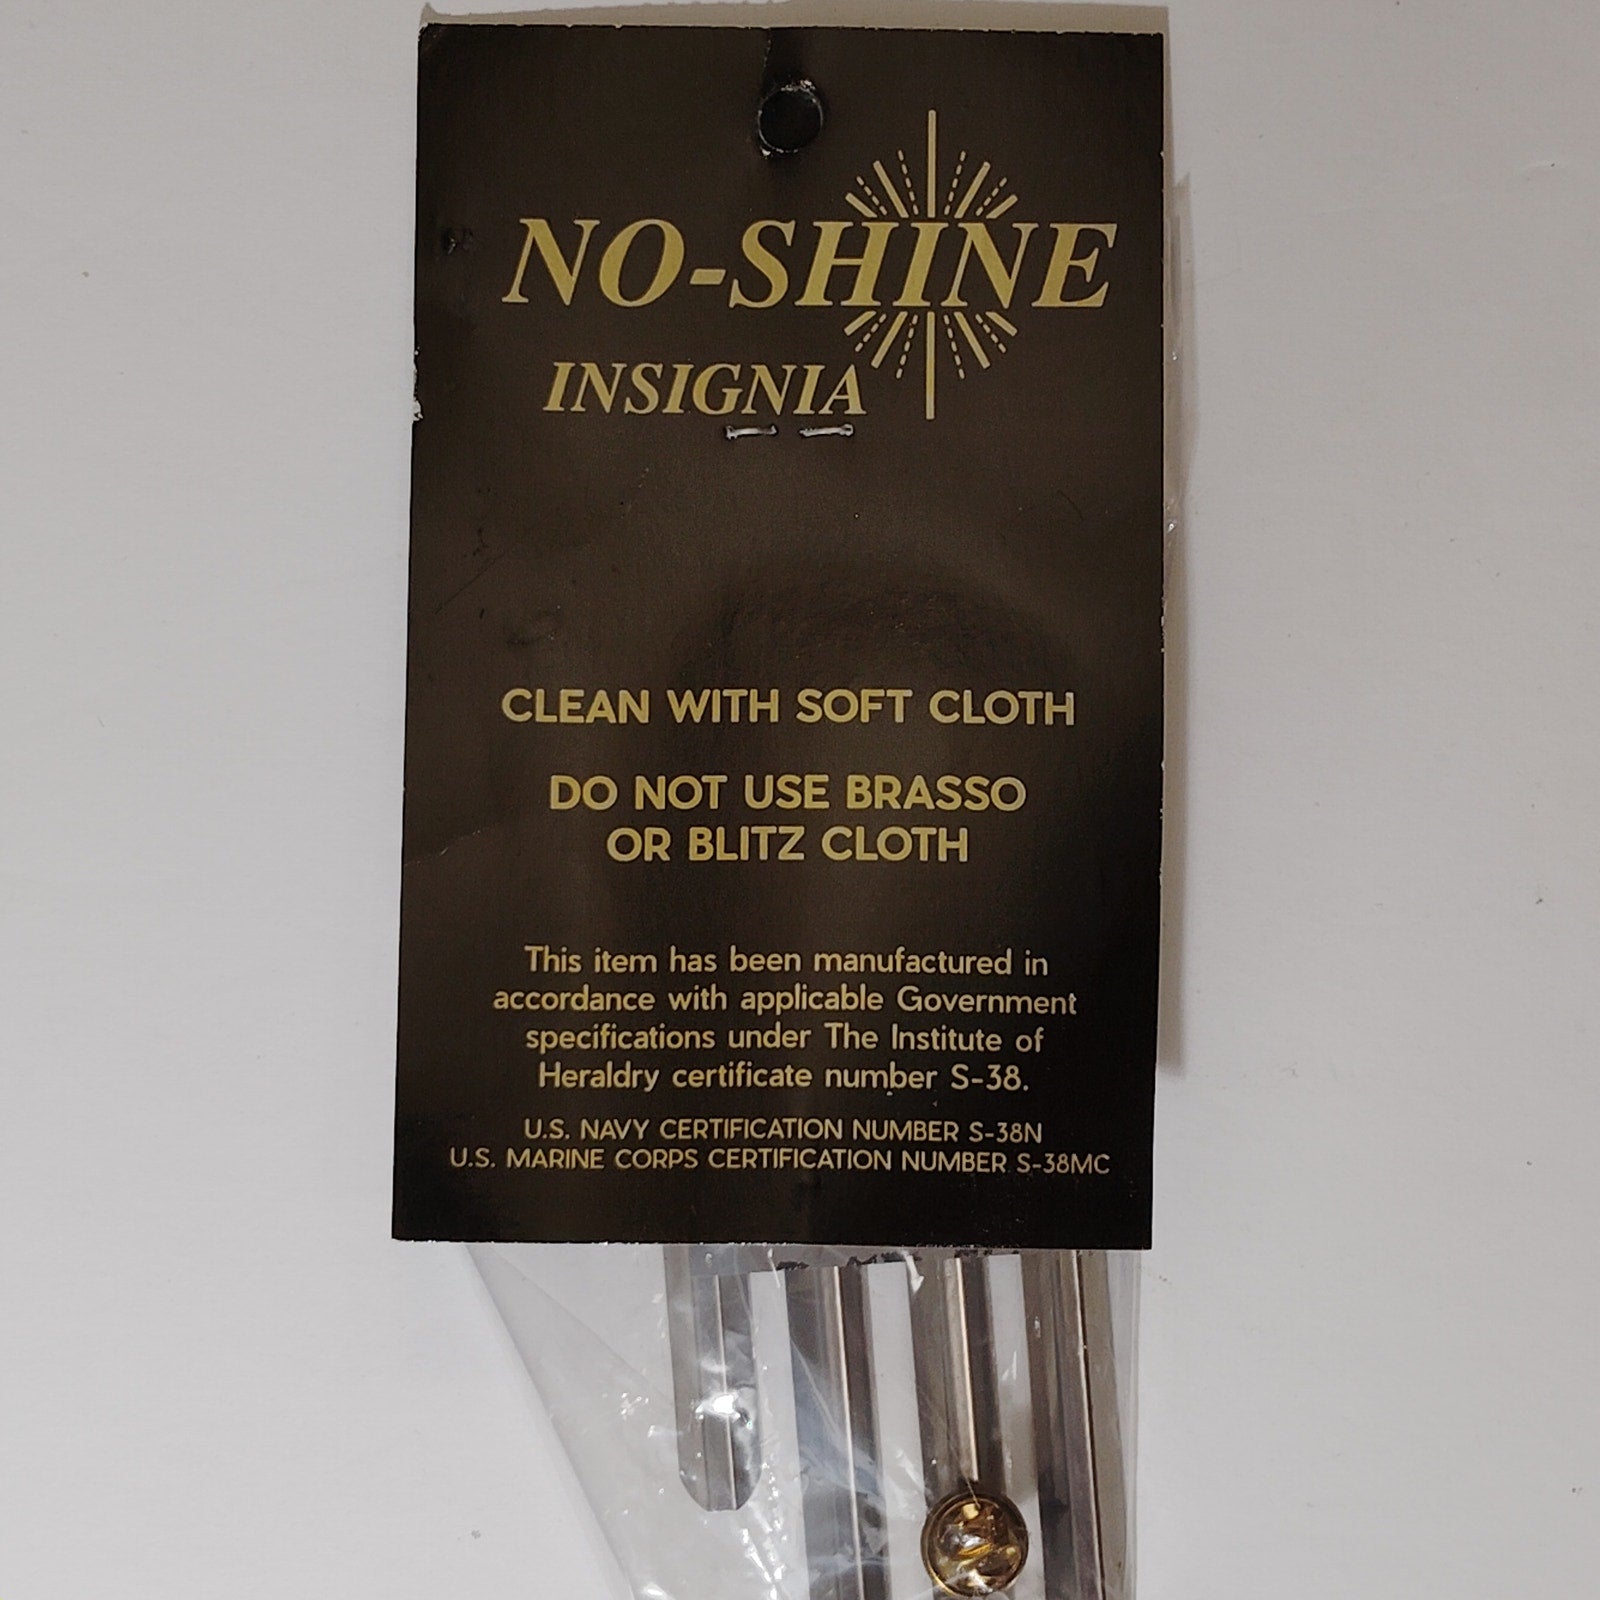 NO-SHINE
INSIGNIA
CLEAN WITH SOFT CLOTH
DO NOT USE BRASSO
OR BLITZ CLOTH
This item has been manufactured in
accordance with applicable Government
specifications under The Institute of
Heraldry certificate number S-38.
U.S. NAVY CERTIFICATION NUMBER S-38N
U.S. MARINE CORPS CERTIFICATION NUMBER S-38MC